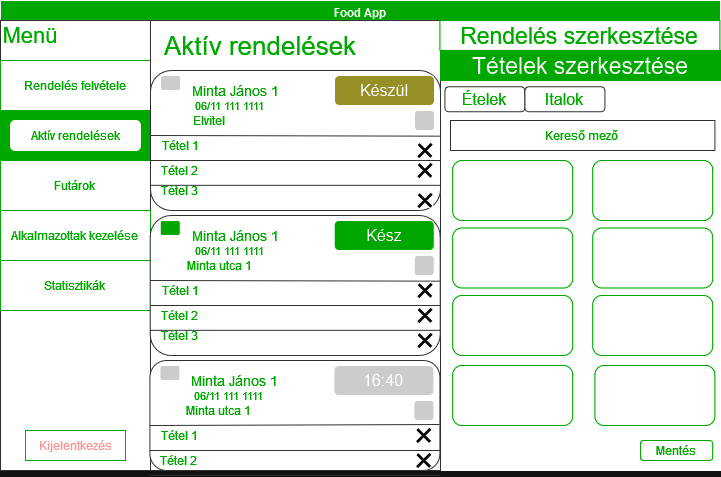 Food App
Menü
Rendelés felvétele
Aktív rendelések
Futárok
Alkalmazottak kezelése
Statisztikák
Kijelentkezés
Aktív rendelések
Minta János 1
Készül
06/11 111 1111
Elvitel
Tétel 1
Tétel 2
Tétel 3
Minta János 1
Kész
06/11 111 1111
Minta utca 1
Tétel 1
Tétel 2
Tétel 3
Minta János 1
16:40
06/11 111 1111
Minta utca 1
Tétel 1
Tétel 2
Rendelés szerkesztése
Tételek szerkesztése
Ételek
Italok
Kereső mező
Mentés